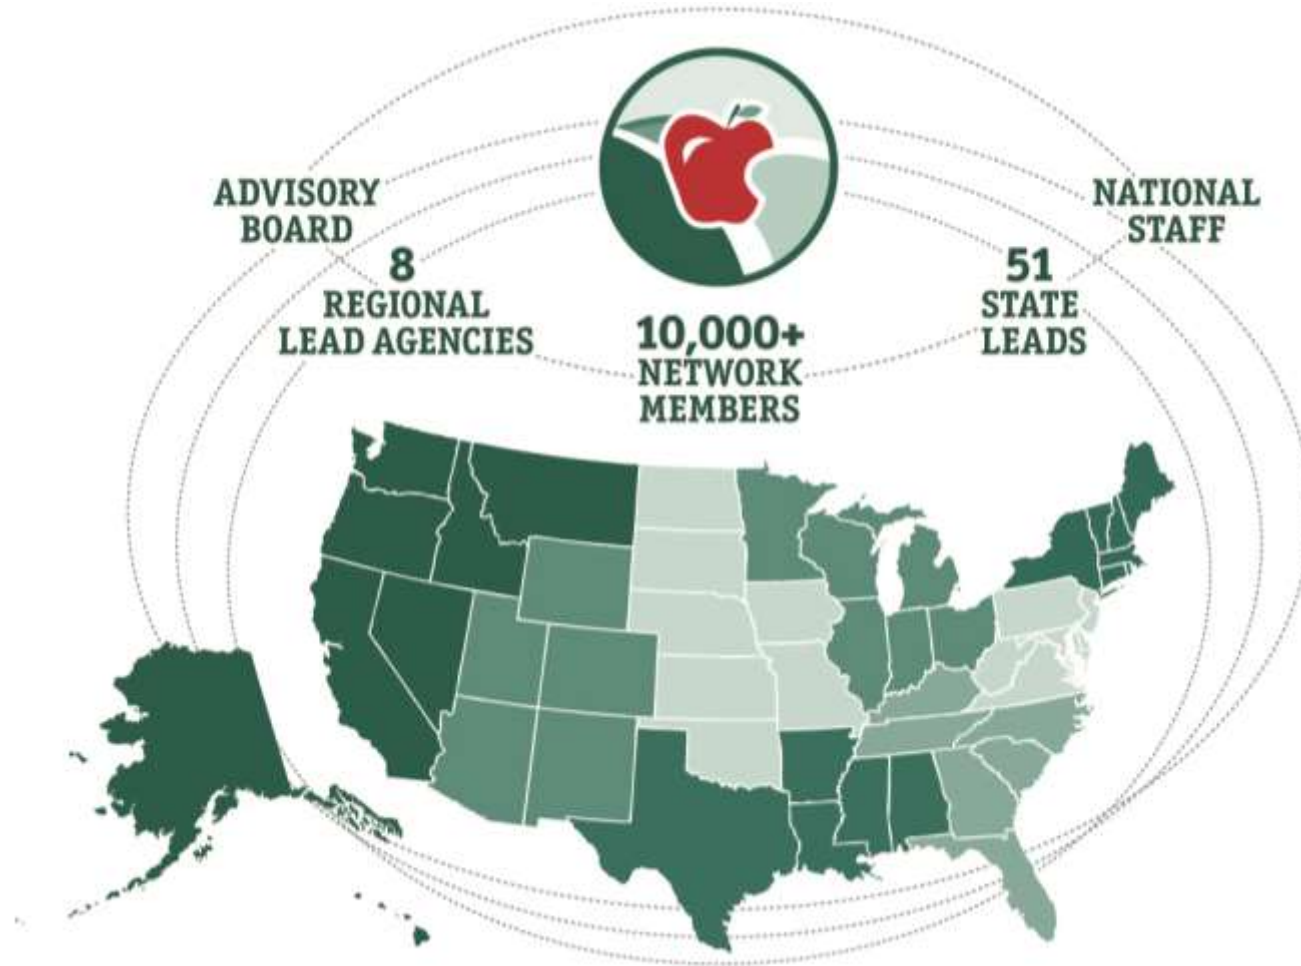 ADVISORY
BOARD
8
REGIONAL
LEAD AGENCIES
10,000+
NETWORK
MEMBERS
51
STATE
LEADS
NATIONAL
STAFF